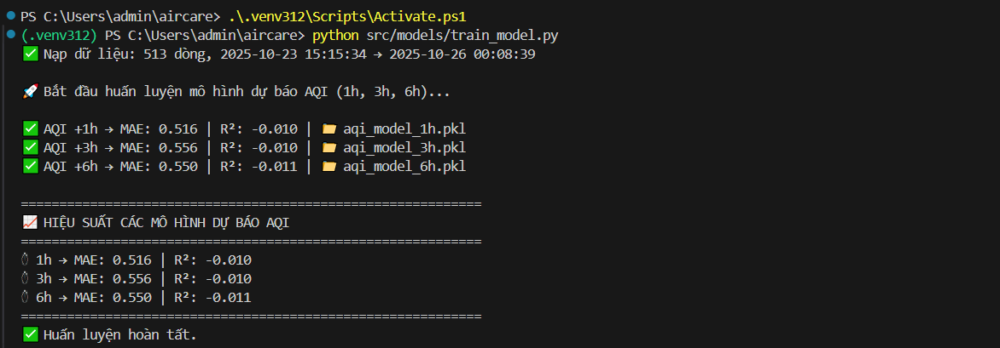 PS C:\Users\admin\aircare> .\.venv312\Scripts\Activate.ps1
(.venv312) PS C:\Users\admin\aircare> python src/models/train_model.py
✅ Nạp dữ liệu: 513 dòng, 2025-10-23 15:15:34 → 2025-10-26 00:08:39
🚀 Bắt đầu huấn luyện mô hình dự báo AQI (1h, 3h, 6h)...
✅ AQI +1h → MAE: 0.516 | R²: -0.010 | 📁 aqi_model_1h.pkl
✅ AQI +3h → MAE: 0.556 | R²: -0.010 | 📁 aqi_model_3h.pkl
✅ AQI +6h → MAE: 0.550 | R²: -0.011 | 📁 aqi_model_6h.pkl
============================================================
📈 HIỆU SUẤT CÁC MÔ HÌNH DỰ BÁO AQI
============================================================
1h → MAE: 0.516 | R²: -0.010
3h → MAE: 0.556 | R²: -0.010
6h → MAE: 0.550 | R²: -0.011
============================================================
✅ Huấn luyện hoàn tất.